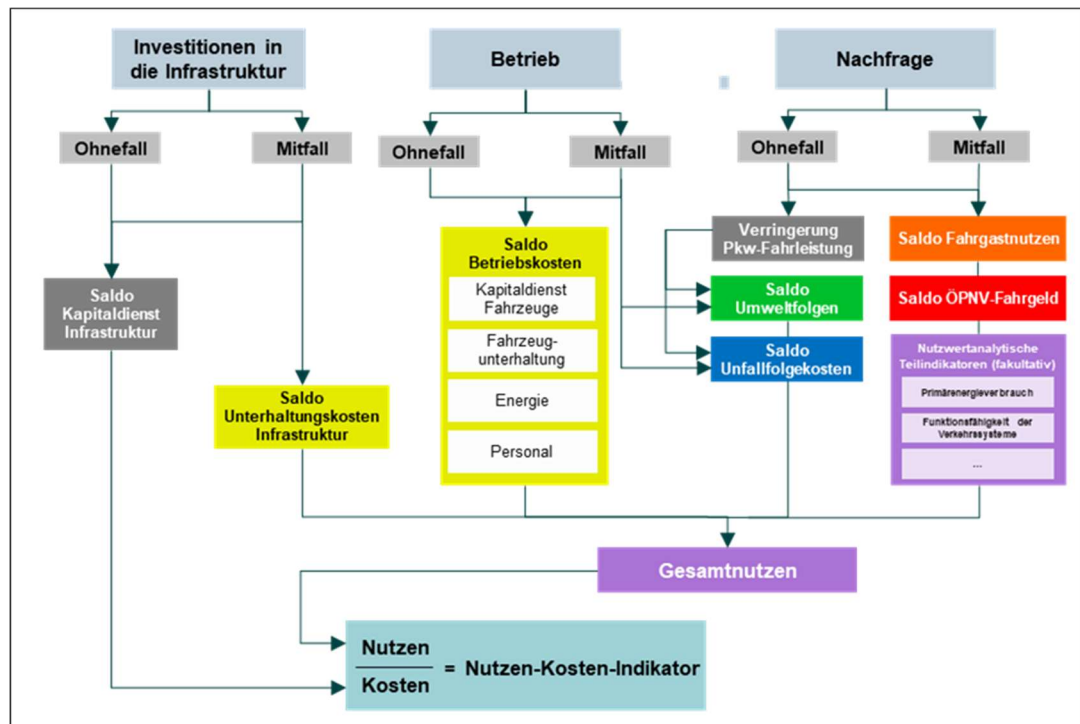 Investitionen in
die Infrastruktur
Betrieb
Nachfrage
Ohnefall
Mitfall
Ohnefall
Mitfall
Ohnefall
Mitfall
Saldo
Kapitaldienst
Infrastruktur
Saldo
Unterhaltungskosten
Infrastruktur
Saldo
Betriebskosten
Kapitaldienst
Fahrzeuge
Fahrzeug-
unterhaltung
Energie
Personal
Verringerung
Pkw-Fahrleistung
Saldo
Umweltfolgen
Saldo
Unfallfolgekosten
Saldo Fahrgastnutzen
Saldo ÖPNV-Fahrgeld
Nutzwertanalytische
Teilindikatoren (fakultativ)
Primärenergieverbrauch
Funktionsfähigkeit der
Verkehrssysteme
...
Gesamtnutzen
Nutzen
Kosten
= Nutzen-Kosten-Indikator